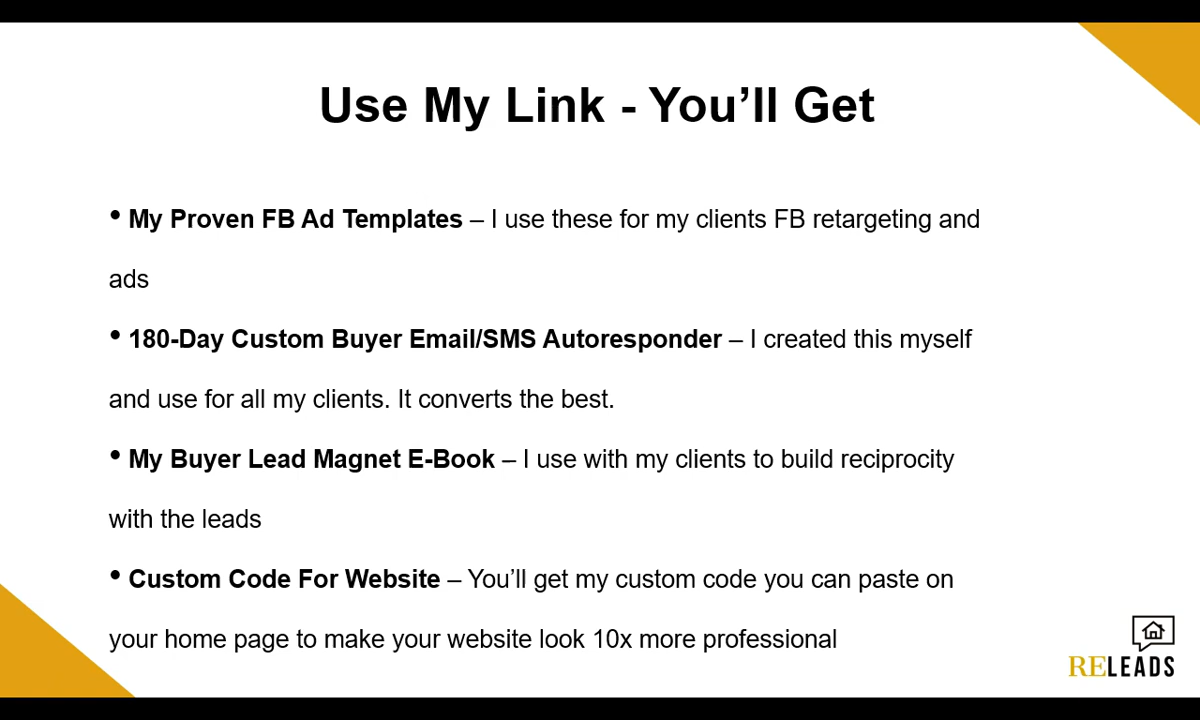 Use My Link - You’ll Get
• My Proven FB Ad Templates – I use these for my clients FB retargeting and
ads
• 180-Day Custom Buyer Email/SMS Autoresponder – I created this myself
and use for all my clients. It converts the best.
• My Buyer Lead Magnet E-Book – I use with my clients to build reciprocity
with the leads
• Custom Code For Website – You’ll get my custom code you can paste on
your home page to make your website look 10x more professional
RELEADS